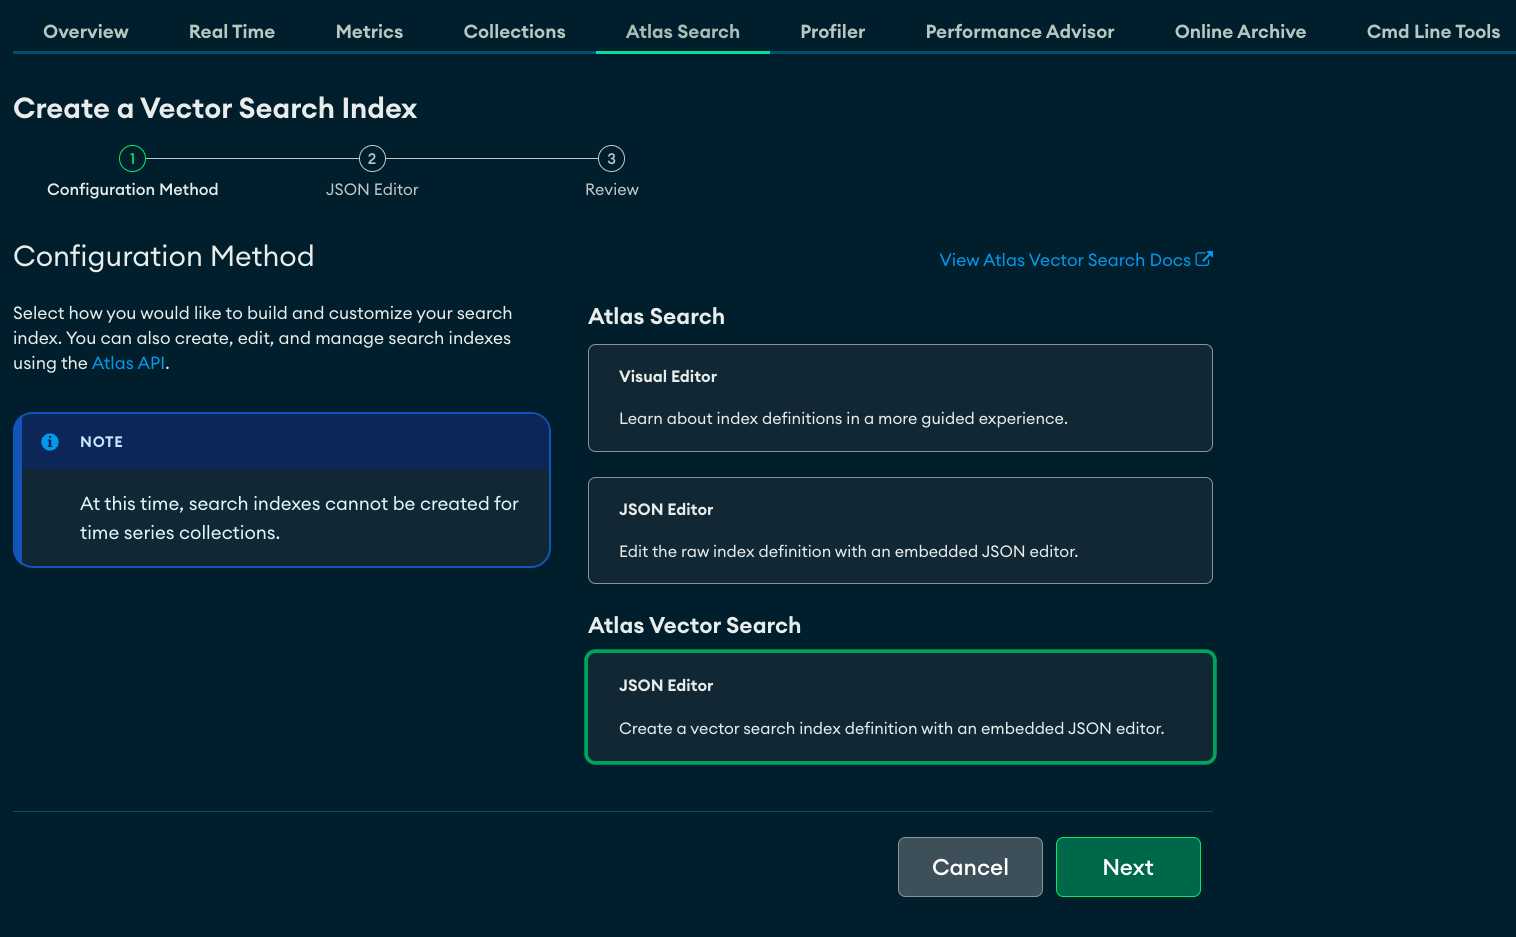 Overview Real Time Metrics Collections Atlas Search Profiler Performance Advisor Online Archive Cmd Line Tools
Create a Vector Search Index
1 2 3
Configuration Method JSON Editor Review
Configuration Method
View Atlas Vector Search Docs
Select how you would like to build and customize your search
index. You can also create, edit, and manage search indexes
using the Atlas API.
NOTE
At this time, search indexes cannot be created for
time series collections.
Atlas Search
Visual Editor
Learn about index definitions in a more guided experience.
JSON Editor
Edit the raw index definition with an embedded JSON editor.
Atlas Vector Search
JSON Editor
Create a vector search index definition with an embedded JSON editor.
Cancel Next